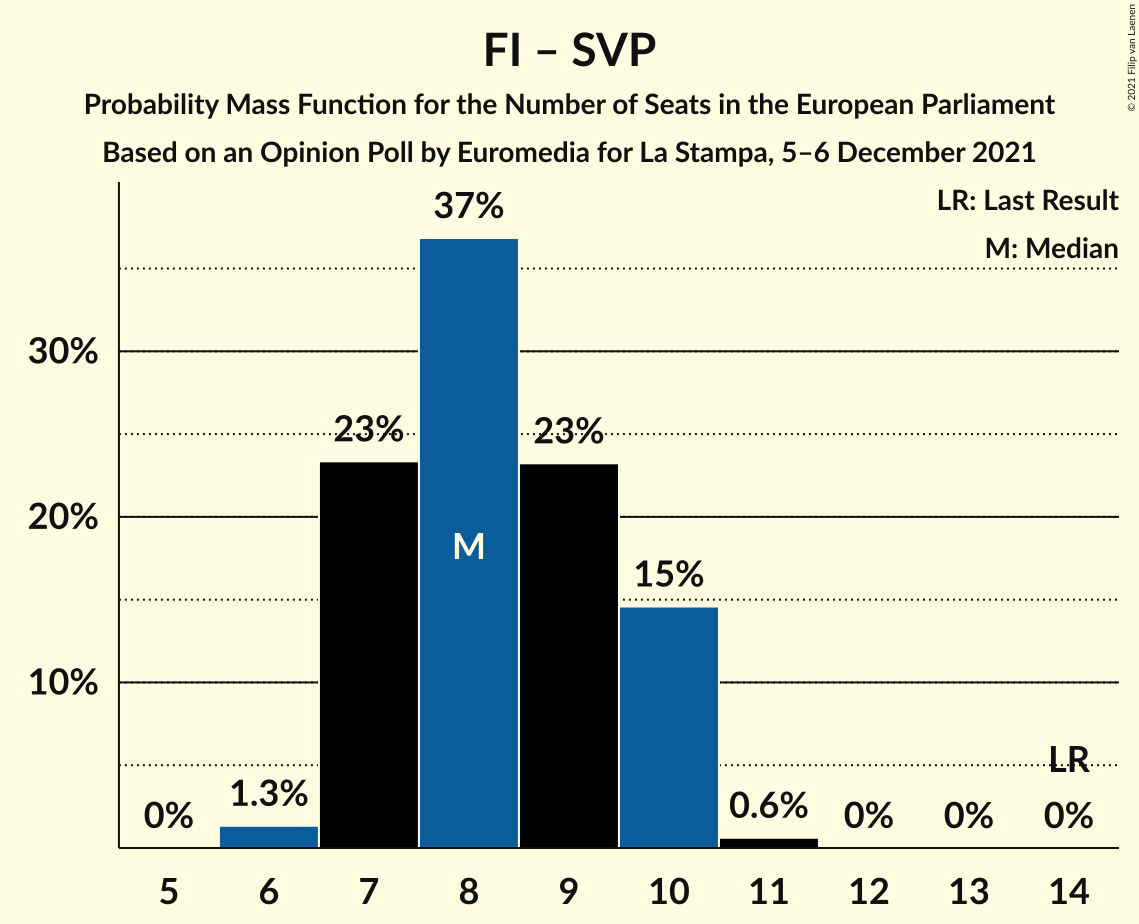 FI – SVP
Probability Mass Function for the Number of Seats in the European Parliament
Based on an Opinion Poll by Euromedia for La Stampa, 5–6 December 2021
© 2021 Filip van Laenen
LR: Last Result
M: Median
30%
20%
10%
0%
1.3%
23%
37%
M
23%
15%
0.6%
0%
0%
LR
0%
5 6 7 8 9 10 11 12 13 14